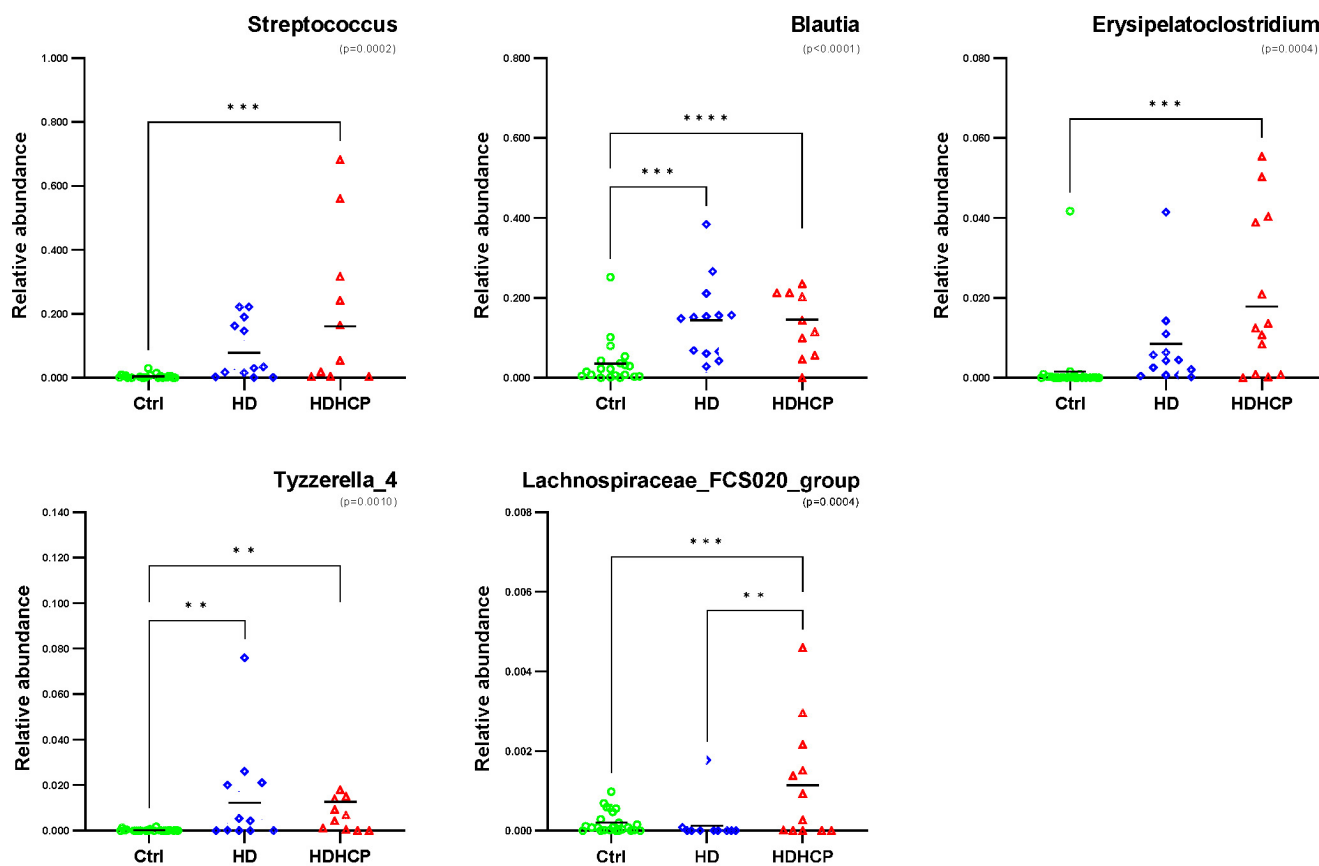 Streptococcus
(p=0.0002)
1.000
0.800
0.600
0.400
0.200
0.000
Relative abundance
***
Ctrl HD HDHCP
Blautia
(p<0.0001)
0.800
0.600
0.400
0.200
0.000
Relative abundance
****
***
Ctrl HD HDHCP
Erysipelatoclostridium
(p=0.0004)
0.080
0.060
0.040
0.020
0.000
Relative abundance
***
Ctrl HD HDHCP
Tyzzerella_4
(p=0.0010)
0.140
0.120
0.100
0.080
0.060
0.040
0.020
0.000
Relative abundance
**
**
Ctrl HD HDHCP
Lachnospiraceae_FCS020_group
(p=0.0004)
0.008
0.006
0.004
0.002
0.000
Relative abundance
***
**
Ctrl HD HDHCP